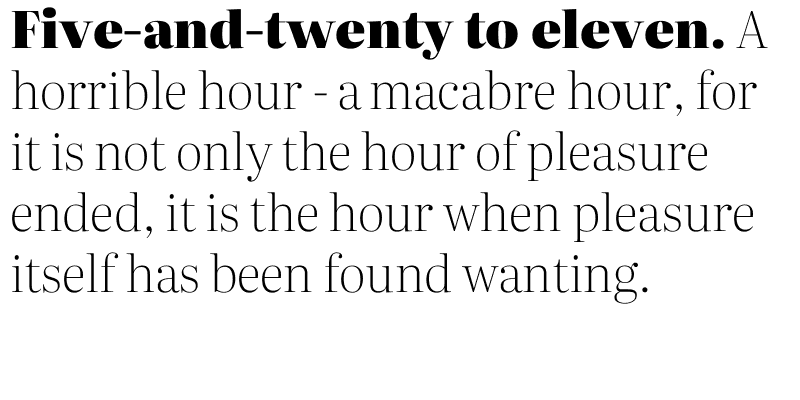 Five-and-twenty to eleven. A
horrible hour - a macabre hour, for
it is not only the hour of pleasure
ended, it is the hour when pleasure
itself has been found wanting.